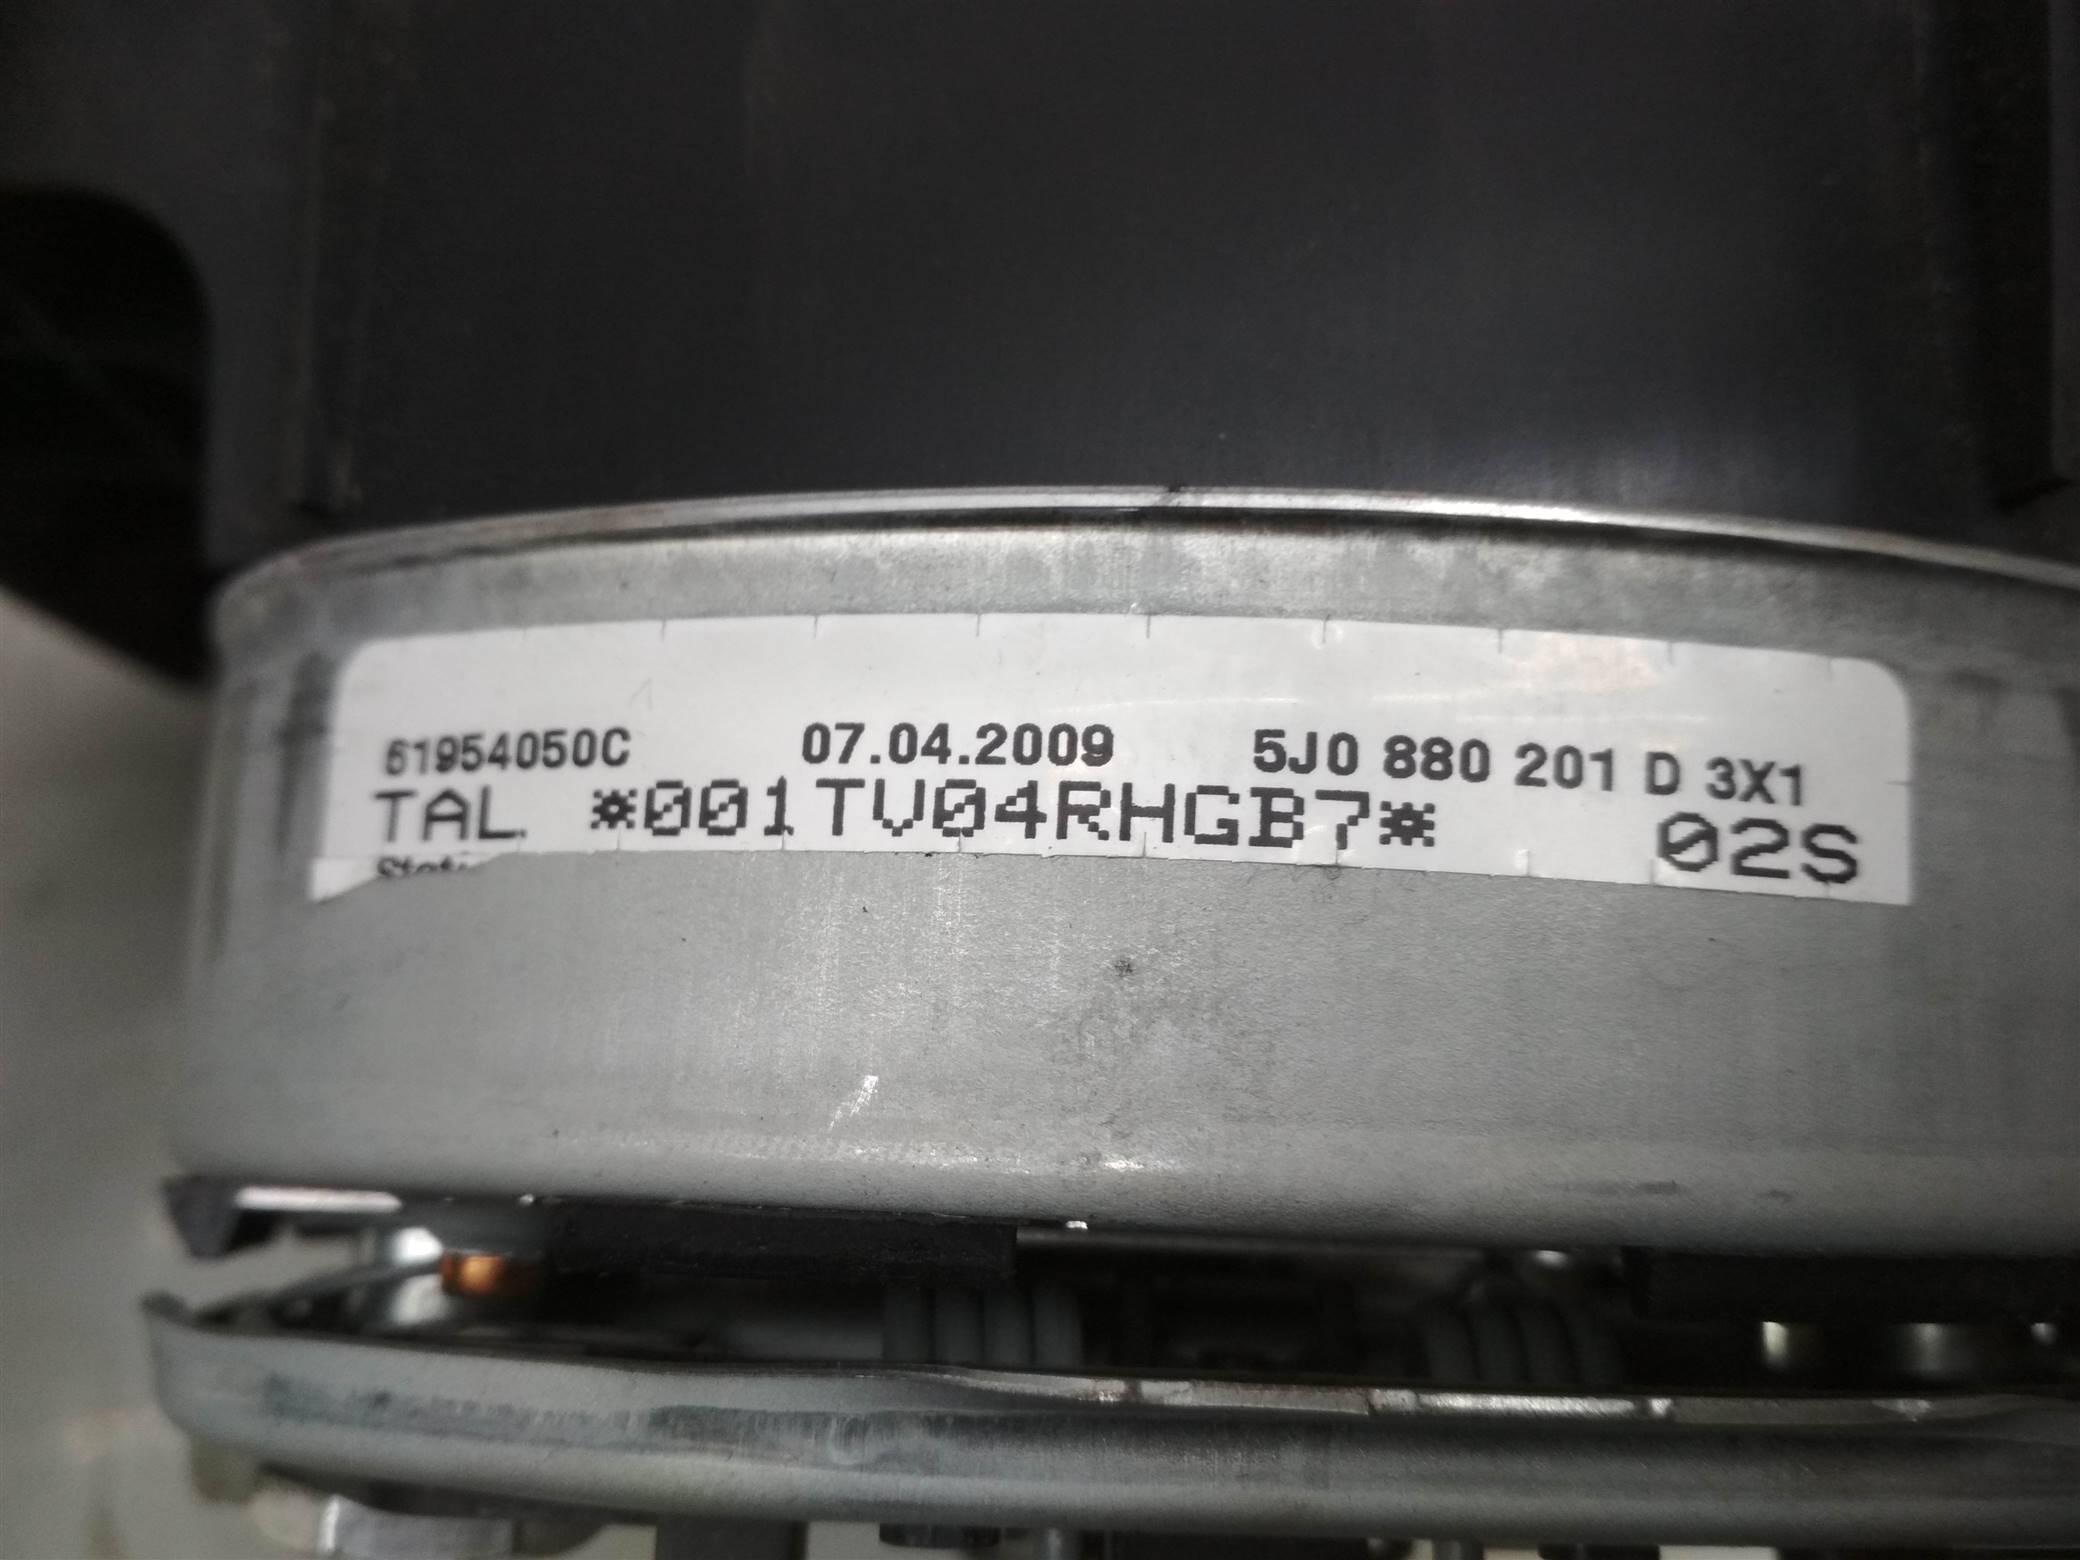 61954050C 07.04.2009 5J0 880 201 D 3X1
TAL. *001TV04RHGB7* 02S